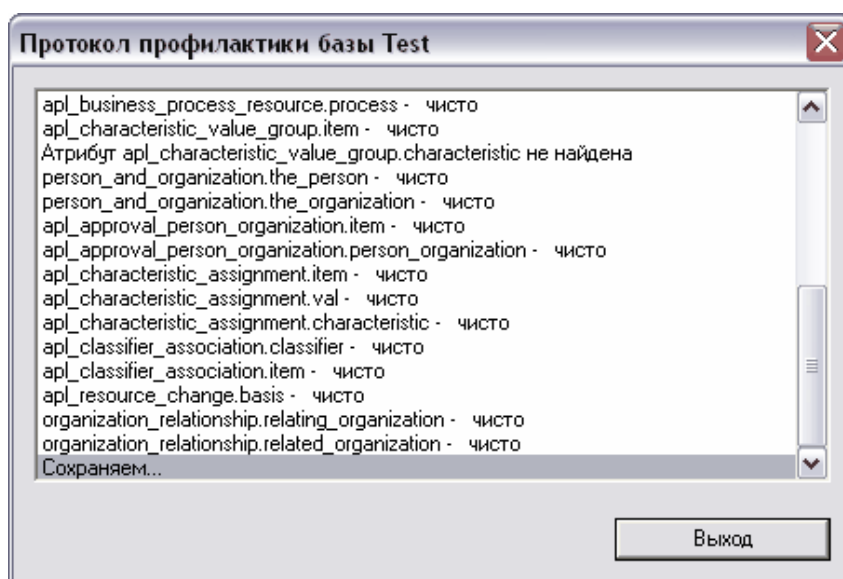 Протокол профилактики базы Test
apl_business_process_resource.process - чисто
apl_characteristic_value_group.item - чисто
Атрибут apl_characteristic_value_group.characteristic не найдена
person_and_organization.the_person - чисто
person_and_organization.the_organization - чисто
apl_approval_person_organization.item - чисто
apl_approval_person_organization.person_organization - чисто
apl_characteristic_assignment.item - чисто
apl_characteristic_assignment.val - чисто
apl_characteristic_assignment.characteristic - чисто
apl_classifier_association.classifier - чисто
apl_classifier_association.item - чисто
apl_resource_change.basis - чисто
organization_relationship.relating_organization - чисто
organization_relationship.related_organization - чисто
Сохраняем...
Выход